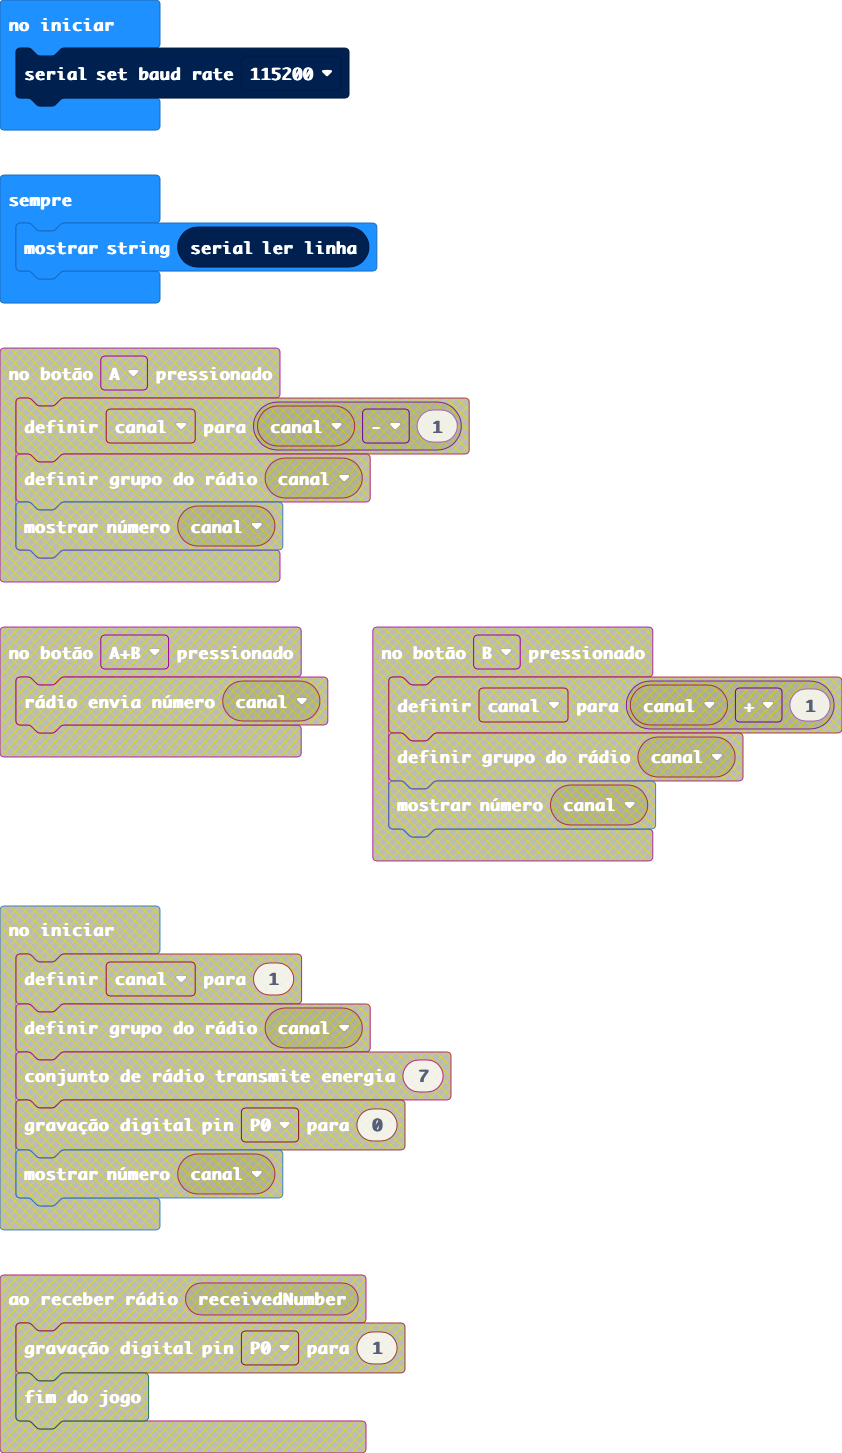 no iniciar
serial set baud rate 115200
sempre
mostrar string serial ler linha
no botão A pressionado
definir canal para canal - 1
definir grupo do rádio canal
mostrar número canal
no botão A+B pressionado
rádio envia número canal
no botão B pressionado
definir canal para canal + 1
definir grupo do rádio canal
mostrar número canal
no iniciar
definir canal para 1
definir grupo do rádio canal
conjunto de rádio transmite energia 7
gravação digital pin P0 para 0
mostrar número canal
ao receber rádio receivedNumber
gravação digital pin P0 para 1
fim do jogo